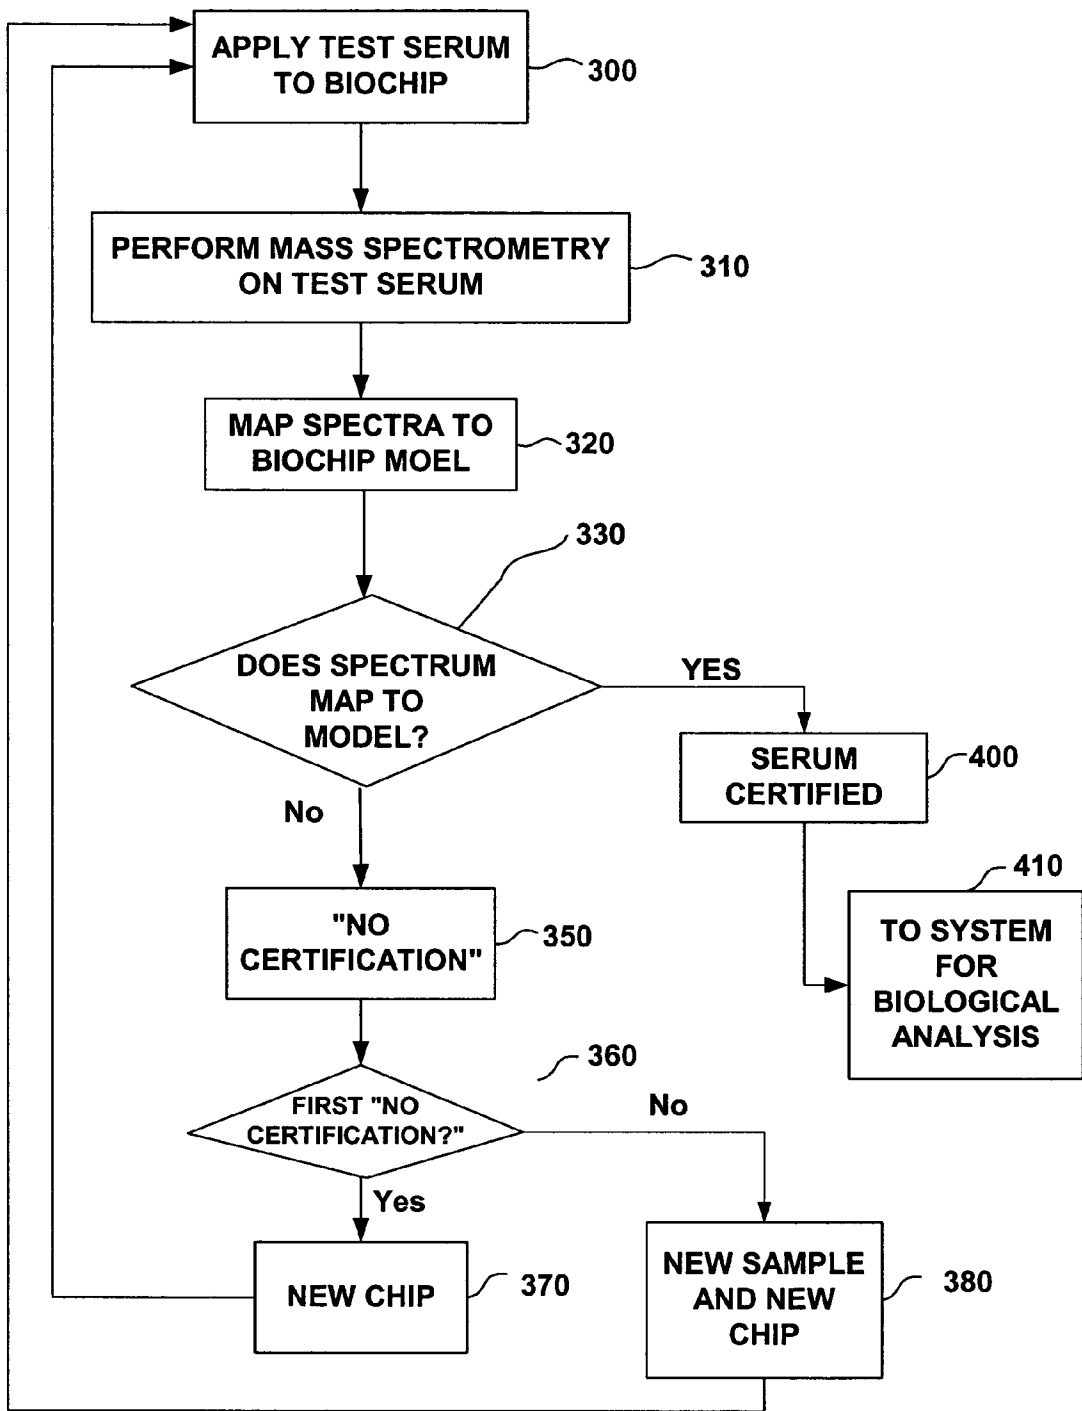 APPLY TEST SERUM
TO BIOCHIP
300
PERFORM MASS SPECTROMETRY
ON TEST SERUM
310
MAP SPECTRA TO
BIOCHIP MOEL
320
330
DOES SPECTRUM
MAP TO
MODEL?
YES
SERUM
CERTIFIED
400
No
410
TO SYSTEM
FOR
BIOLOGICAL
ANALYSIS
"NO
CERTIFICATION"
350
360
FIRST "NO
CERTIFICATION?"
No
Yes
NEW CHIP
370
NEW SAMPLE
AND NEW
CHIP
380